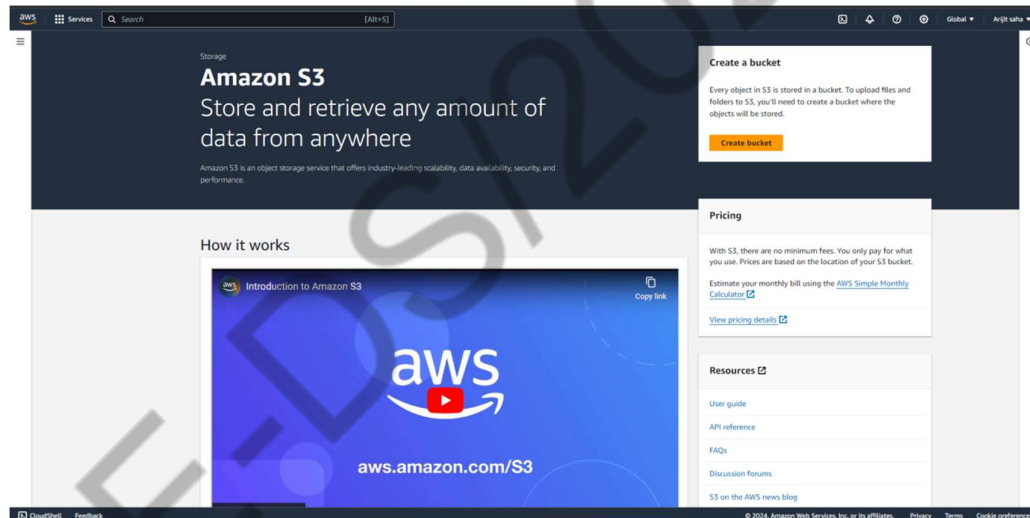 aws
Services
Search
[Alt+S]
Global
Arijit saha
Storage
Amazon S3
Store and retrieve any amount of
data from anywhere
Amazon S3 is an object storage service that offers industry-leading scalability, data availability, security, and
performance.
Create a bucket
Every object in S3 is stored in a bucket. To upload files and
folders to S3, you'll need to create a bucket where the
objects will be stored.
Create bucket
Pricing
With S3, there are no minimum fees. You only pay for what
you use. Prices are based on the location of your S3 bucket.
Estimate your monthly bill using the AWS Simple Monthly
Calculator
View pricing details
How it works
aws
Introduction to Amazon S3
Copy link
aws
aws.amazon.com/S3
Resources
User guide
API reference
FAQs
Discussion forums
S3 on the AWS news blog
CloudShell
Feedback
© 2024, Amazon Web Services, Inc. or its affiliates.
Privacy
Terms
Cookie preferences